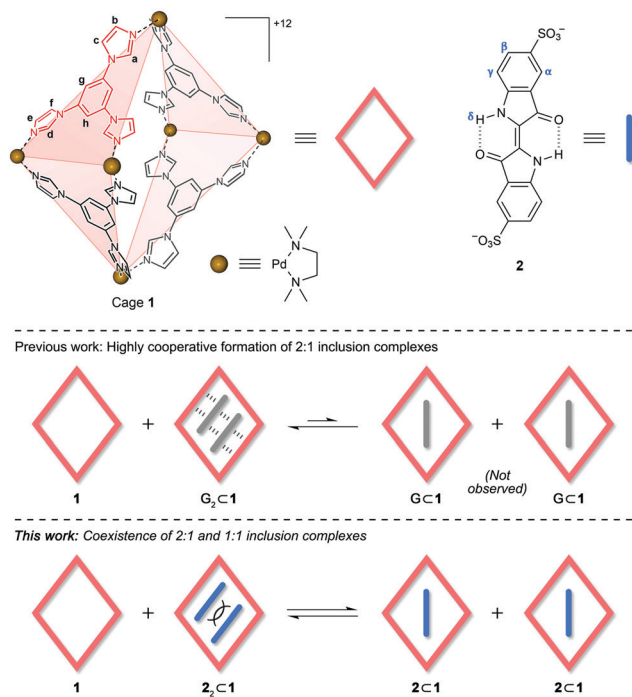 b
+12
c
N
a
N
g
f
N
h
N
e
N
d
N
Pd
N
N
Cage 1
SO3−
β
γ
α
δ
H
N
O
O
N
H
−O3S
2
Previous work: Highly cooperative formation of 2:1 inclusion complexes
+
+
(Not
observed)
1
G2⊂1
G⊂1
G⊂1
This work: Coexistence of 2:1 and 1:1 inclusion complexes
+
+
1
22⊂1
2⊂1
2⊂1